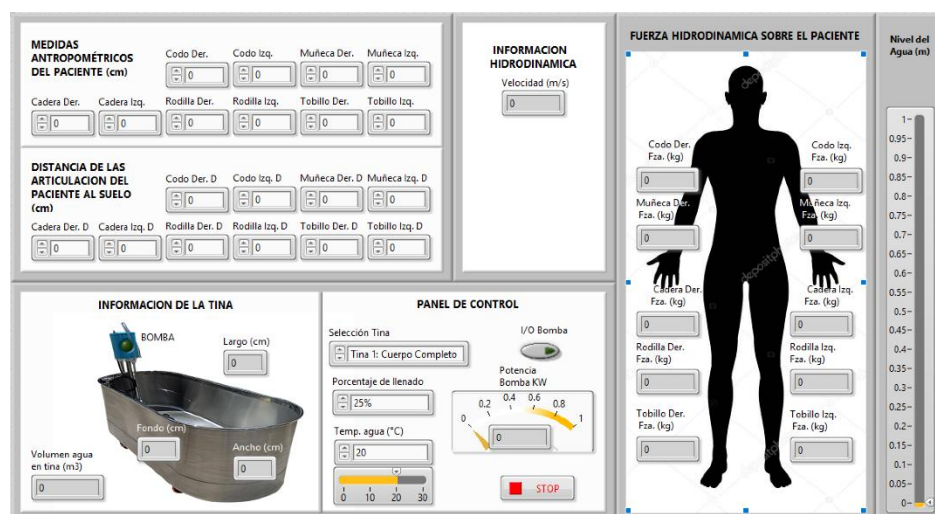 MEDIDAS
ANTROPOMÉTRICOS
DEL PACIENTE (cm)
Codo Der.
Codo Izq.
Muñeca Der.
Muñeca Izq.
0
0
0
0
Cadera Der.
Cadera Izq.
Rodilla Der.
Rodilla Izq.
Tobillo Der.
Tobillo Izq.
0
0
0
0
0
0
DISTANCIA DE LAS
ARTICULACION DEL
PACIENTE AL SUELO
(cm)
Codo Der. D
Codo Izq. D
Muñeca Der. D
Muñeca Izq. D
0
0
0
0
Cadera Der. D
Cadera Izq. D
Rodilla Der. D
Rodilla Izq. D
Tobillo Der. D
Tobillo Izq. D
0
0
0
0
0
0
INFORMACION
HIDRODINAMICA
Velocidad (m/s)
0
INFORMACION DE LA TINA
BOMBA
Largo (cm)
0
Fondo (cm)
0
Ancho (cm)
0
Volumen agua
en tina (m3)
0
PANEL DE CONTROL
Selección Tina
Tina 1: Cuerpo Completo
I/O Bomba
Porcentaje de llenado
25%
Potencia
Bomba KW
0
0.2
0.4
0.6
0.8
1
0
Temp. agua (°C)
20
0
10
20
30
STOP
FUERZA HIDRODINAMICA SOBRE EL PACIENTE
Codo Der.
Fza. (kg)
0
Codo Izq.
Fza. (kg)
0
Muñeca Der.
Fza. (kg)
0
Muñeca Izq.
Fza. (kg)
0
Cadera Der.
Fza. (kg)
0
Cadera Izq.
Fza. (kg)
0
Rodilla Der.
Fza. (kg)
0
Rodilla Izq.
Fza. (kg)
0
Tobillo Der.
Fza. (kg)
0
Tobillo Izq.
Fza. (kg)
0
Nivel del
Agua (m)
1
0.95
0.9
0.85
0.8
0.75
0.7
0.65
0.6
0.55
0.5
0.45
0.4
0.35
0.3
0.25
0.2
0.15
0.1
0.05
0